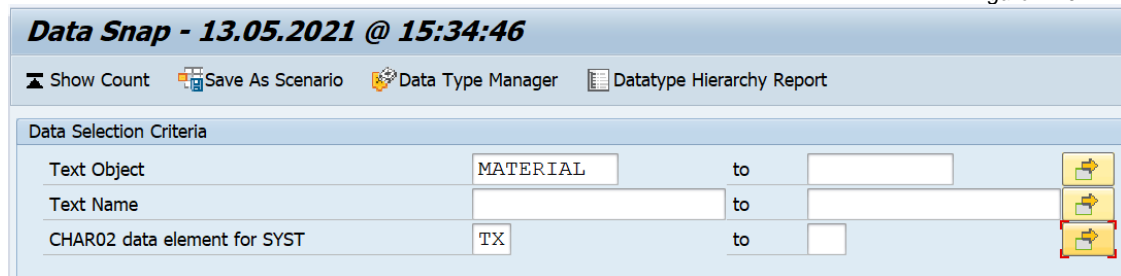 Data Snap - 13.05.2021 @ 15:34:46
Show Count Save As Scenario Data Type Manager Datatype Hierarchy Report
Data Selection Criteria
Text Object MATERIAL to
Text Name to
CHAR02 data element for SYST TX to